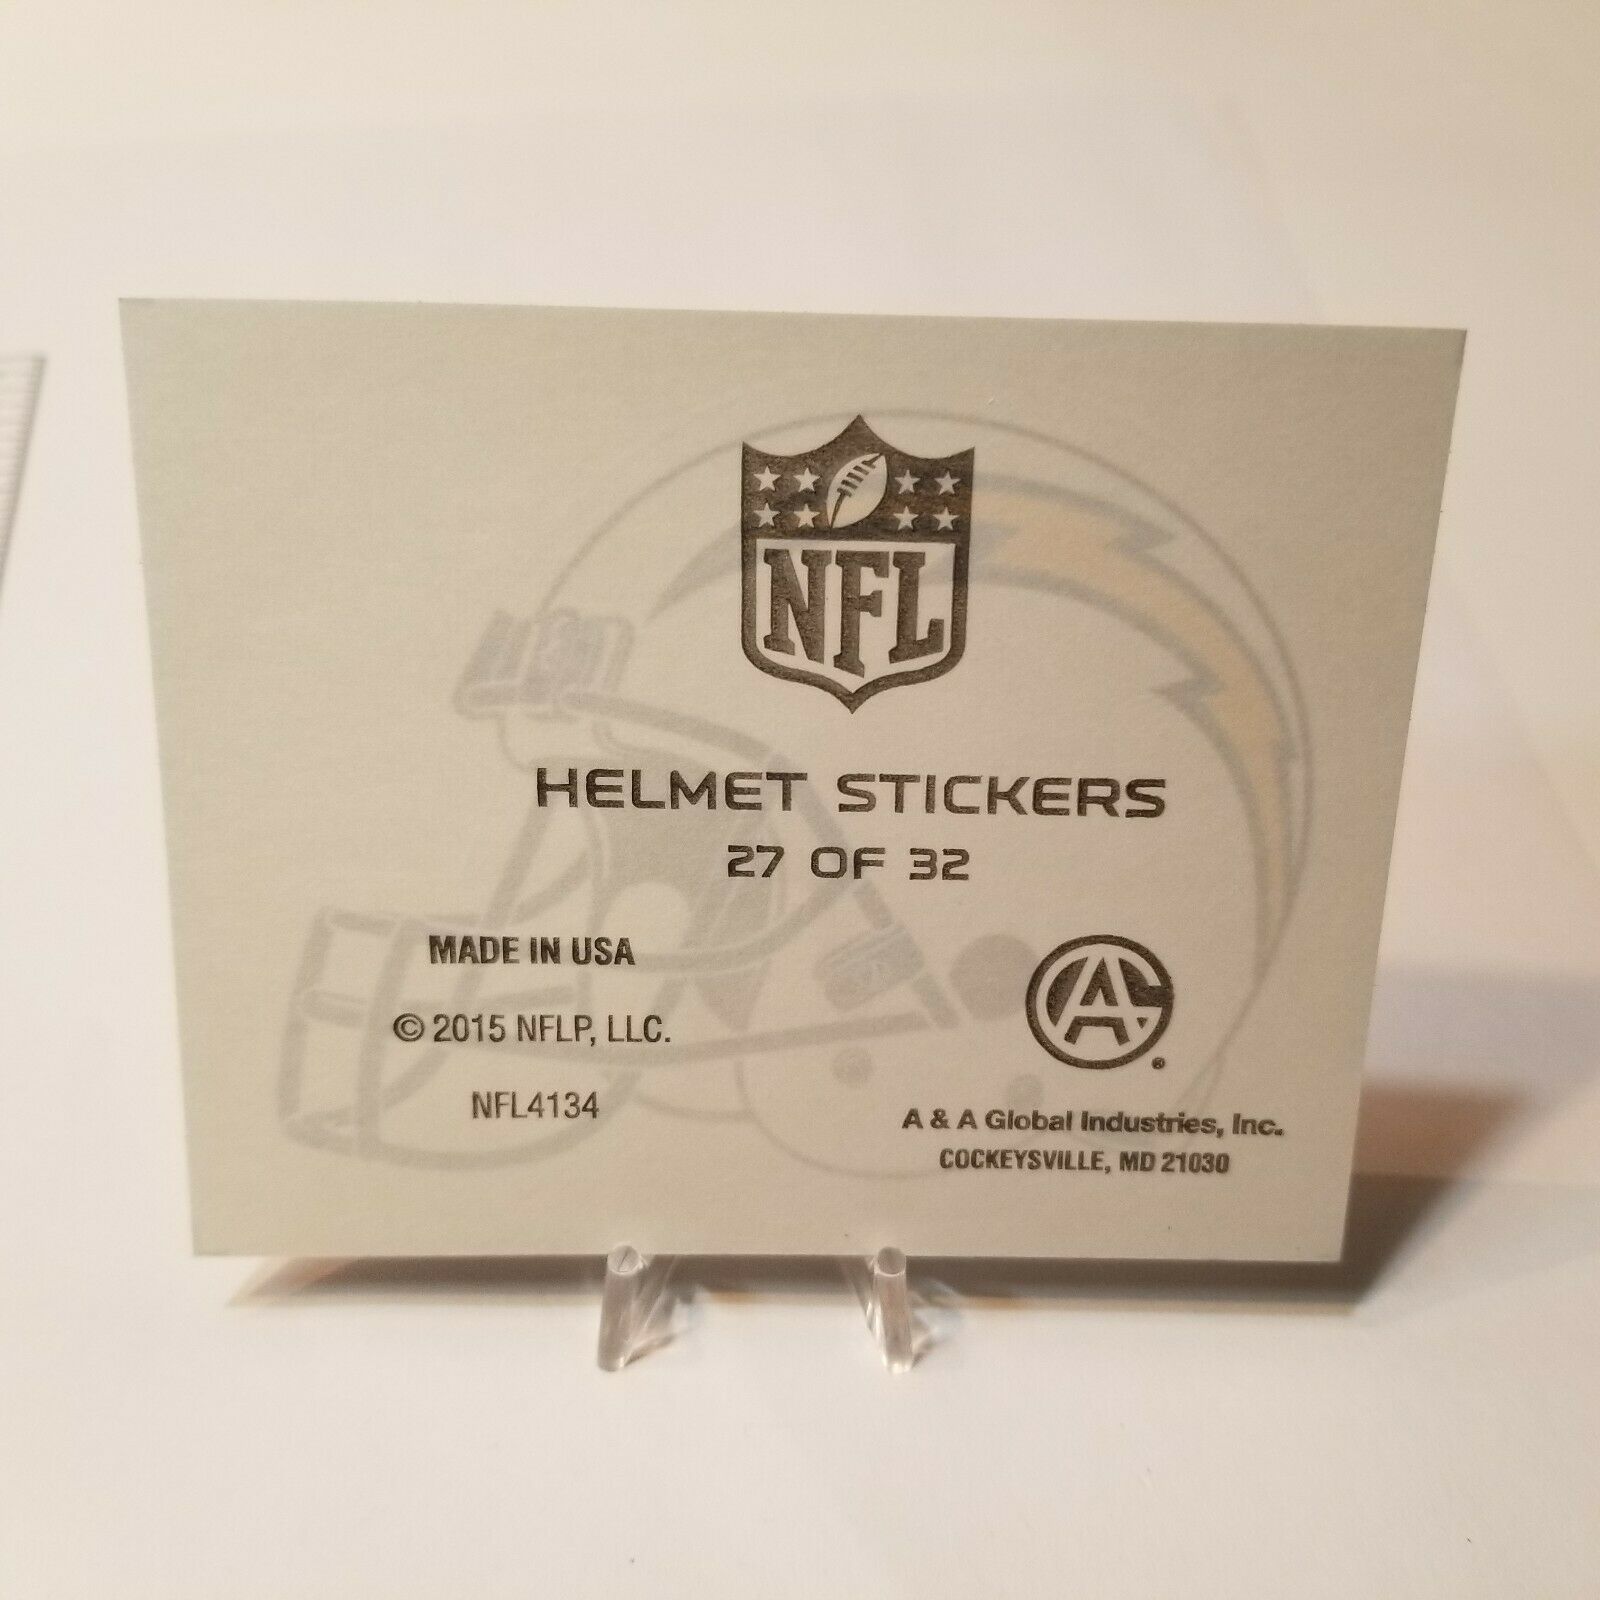 NFL
HELMET STICKERS
27 OF 32
MADE IN USA
© 2015 NFLP, LLC.
NFL4134
AG®
A & A Global Industries, Inc.
COCKEYSVILLE, MD 21030